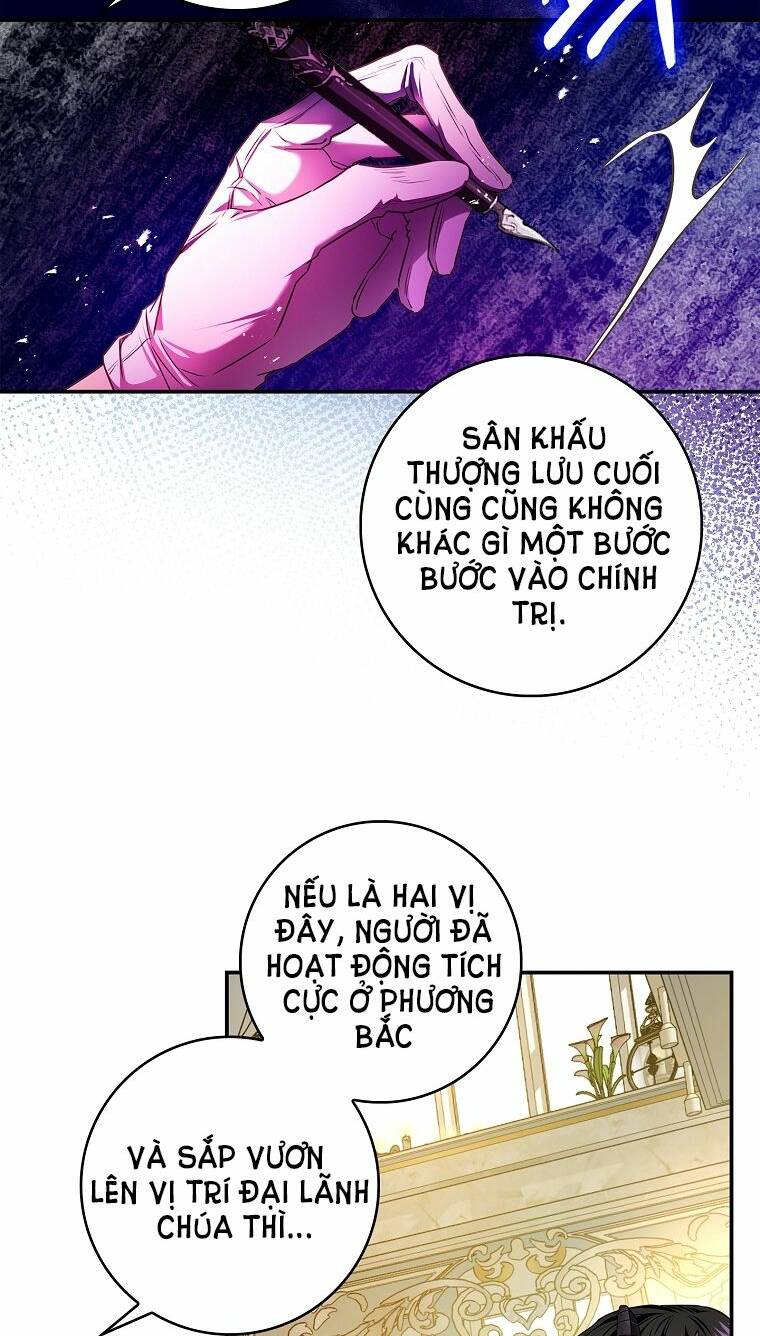 SÂN KHẤU
THƯỢNG LƯU CUỐI
CÙNG CŨNG KHÔNG
KHÁC GÌ MỘT BƯỚC
BƯỚC VÀO CHÍNH
TRỊ.
NẾU LÀ HAI VỊ
ĐÂY, NGƯỜI ĐÃ
HOẠT ĐỘNG TÍCH
CỰC Ở PHƯƠNG
BẮC
VÀ SẮP VƯƠN
LÊN VỊ TRÍ ĐẠI LÃNH
CHÚA THÌ...